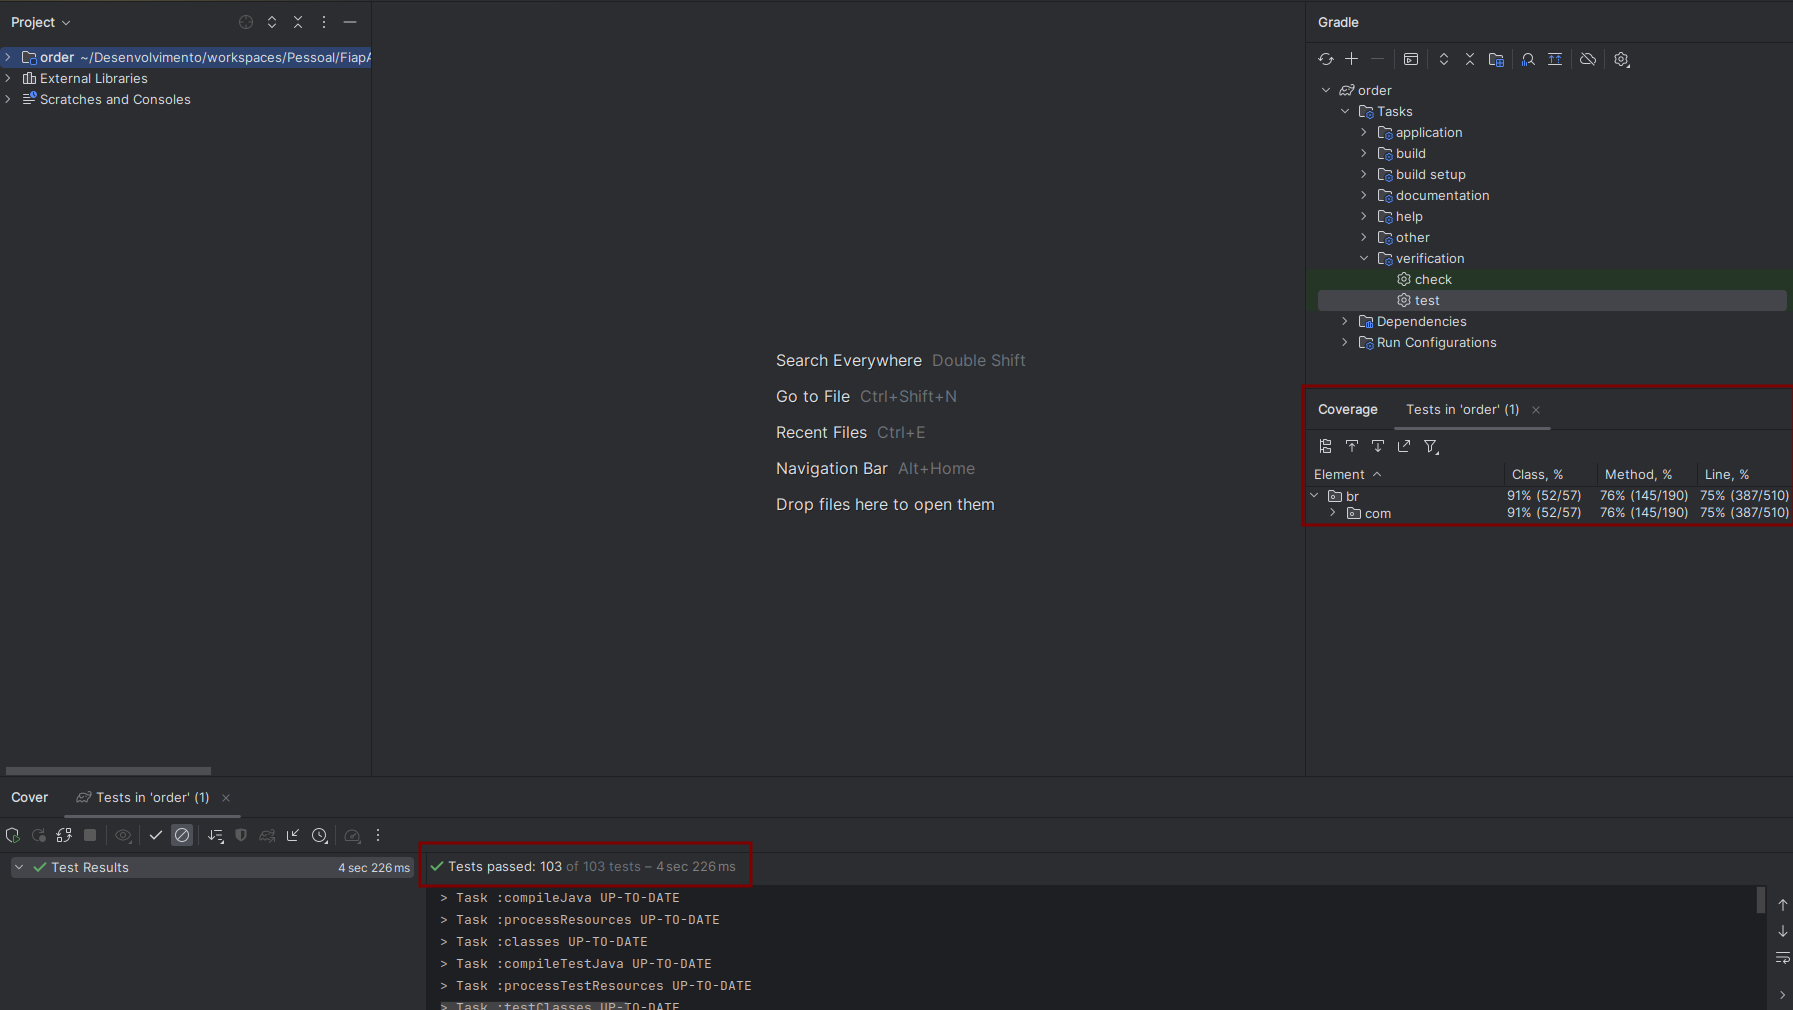 Project
order ~/Desenvolvimento/workspaces/Pessoal/FiapA
External Libraries
Scratches and Consoles
Search Everywhere Double Shift
Go to File Ctrl+Shift+N
Recent Files Ctrl+E
Navigation Bar Alt+Home
Drop files here to open them
Gradle
order
Tasks
application
build
build setup
documentation
help
other
verification
check
test
Dependencies
Run Configurations
Coverage Tests in 'order' (1)
Element Class, % Method, % Line, %
br 91% (52/57) 76% (145/190) 75% (387/510)
com 91% (52/57) 76% (145/190) 75% (387/510)
Cover Tests in 'order' (1)
Test Results 4 sec 226 ms
Tests passed: 103 of 103 tests – 4 sec 226 ms
> Task :compileJava UP-TO-DATE
> Task :processResources UP-TO-DATE
> Task :classes UP-TO-DATE
> Task :compileTestJava UP-TO-DATE
> Task :processTestResources UP-TO-DATE
> Task :testClasses UP-TO-DATE